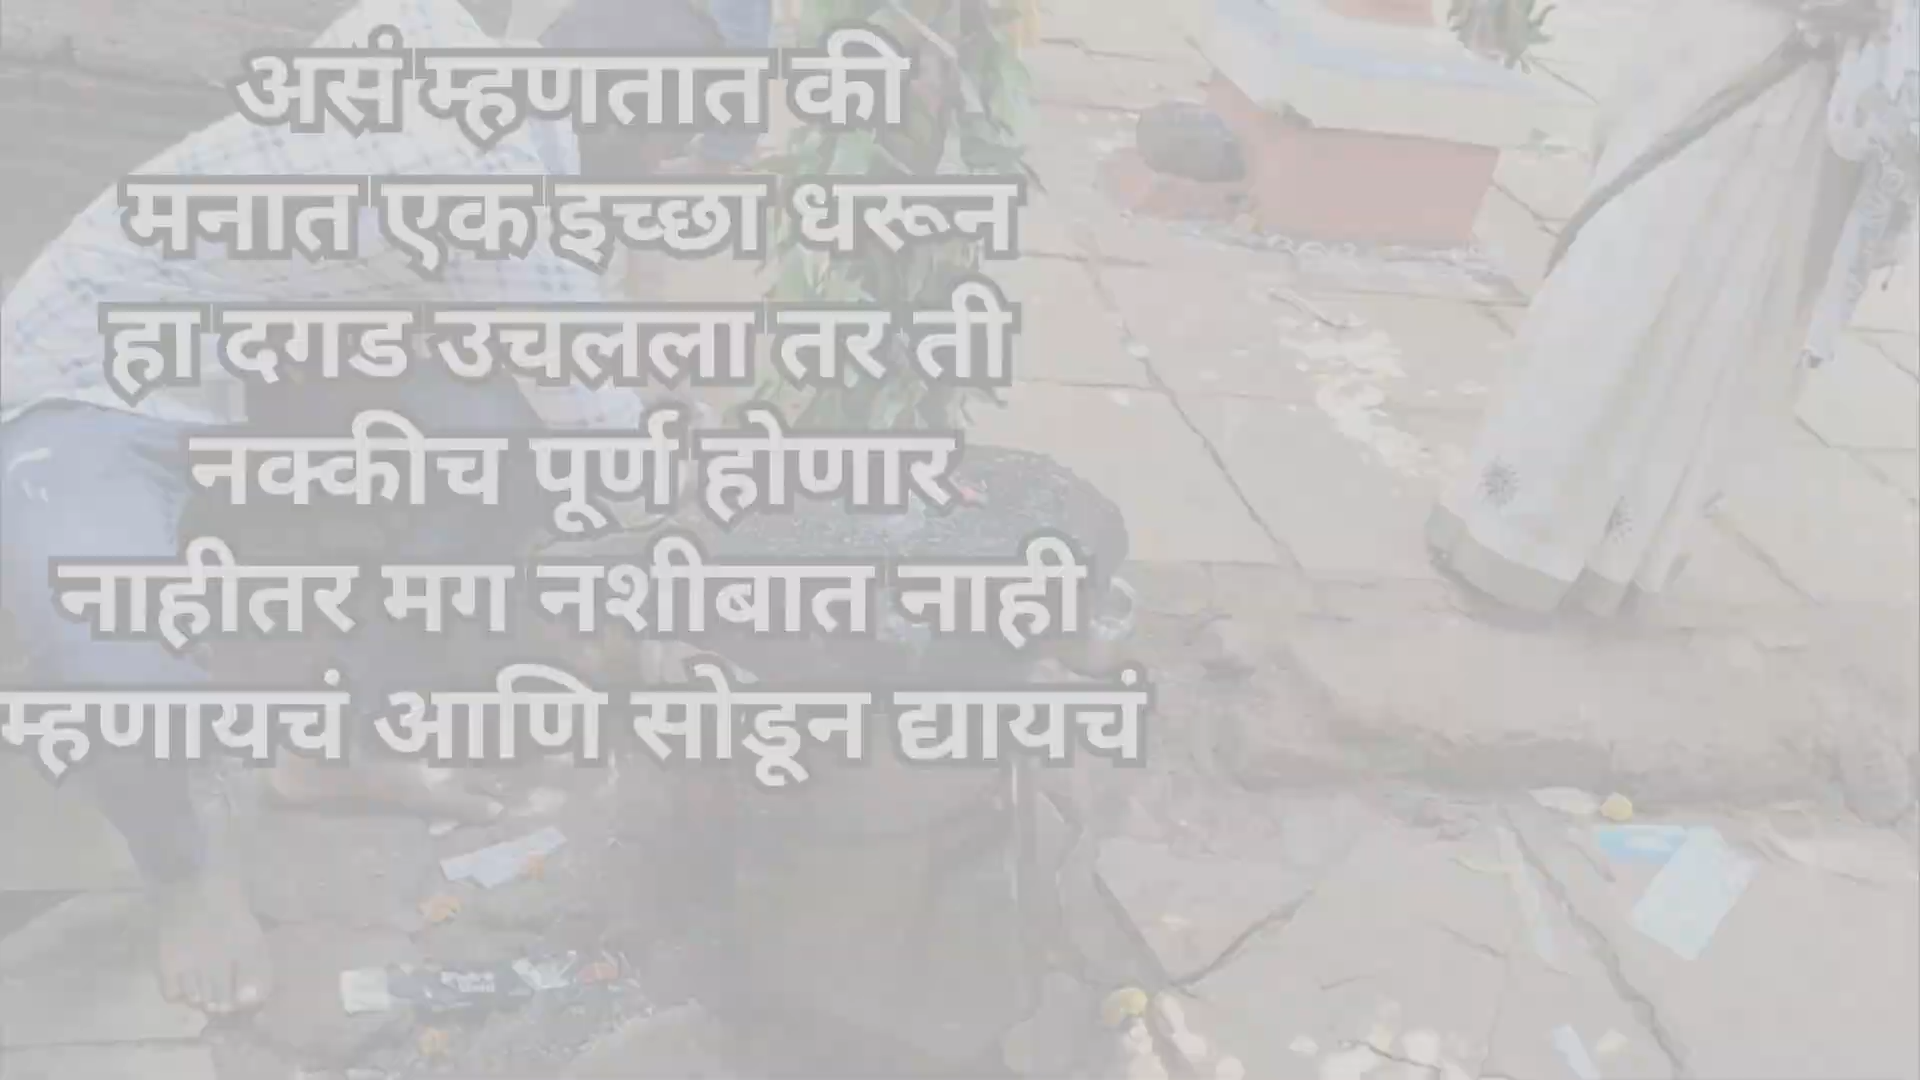 असं म्हणतात की
मनात एक इच्छा धरून
हा दगड उचलला तर ती
नक्कीच पूर्ण होणार
नाहीतर मग नशीबात नाही
म्हणायचं आणि सोडून द्यायचं